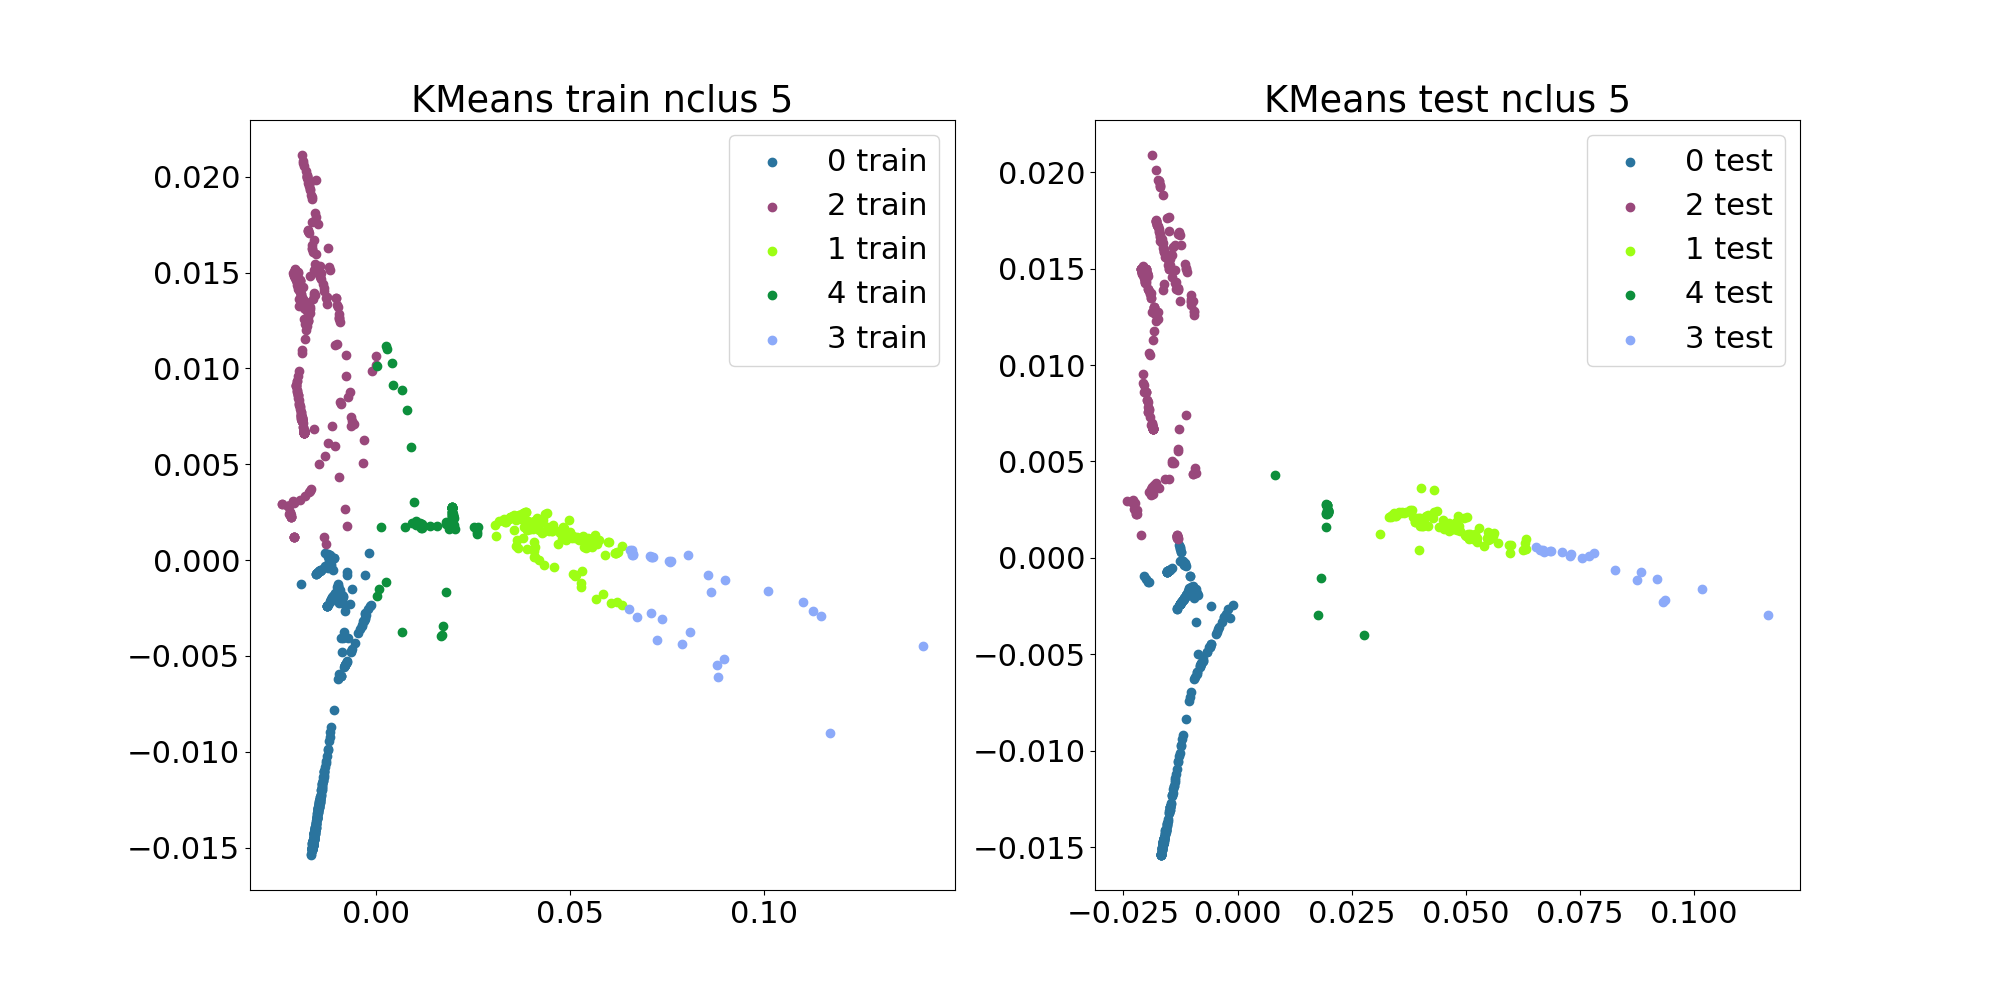 KMeans train nclus 5
0.020
0.015
0.010
0.005
0.000
−0.005
−0.010
−0.015
0.00 0.05 0.10
0 train
2 train
1 train
4 train
3 train
KMeans test nclus 5
0.020
0.015
0.010
0.005
0.000
−0.005
−0.010
−0.015
−0.025 0.000 0.025 0.050 0.075 0.100
0 test
2 test
1 test
4 test
3 test